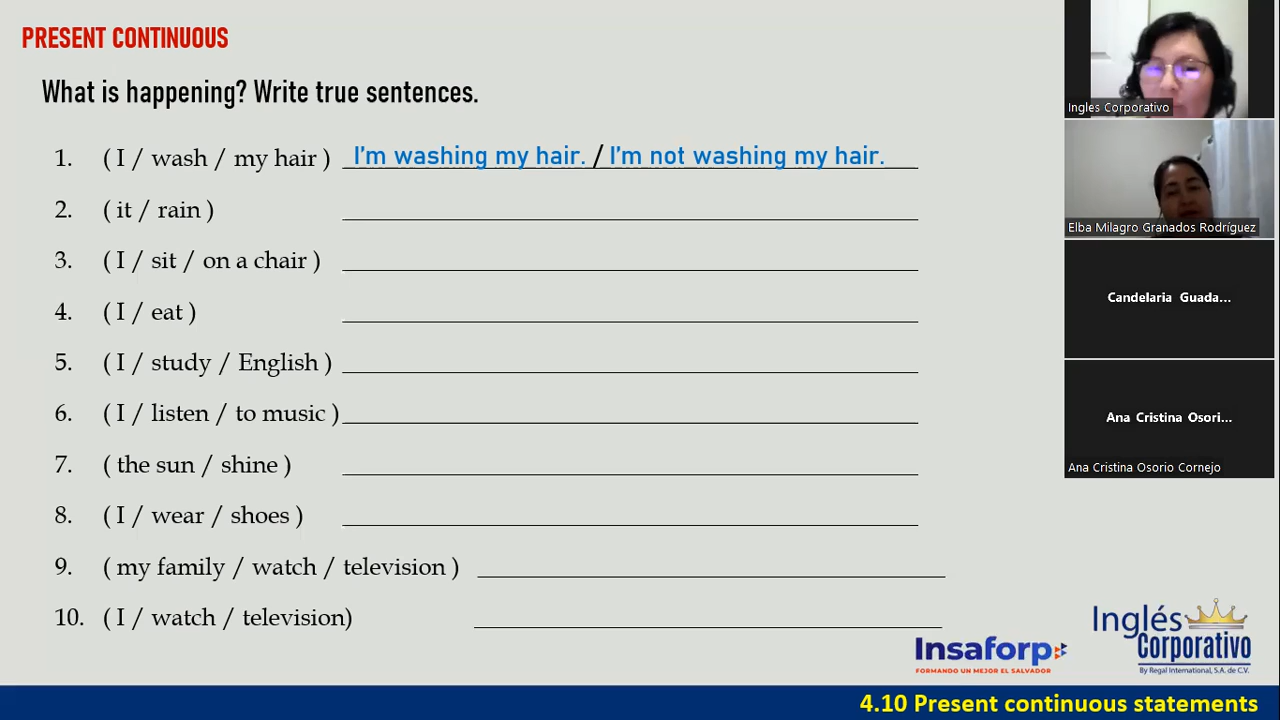 PRESENT CONTINUOUS
What is happening? Write true sentences.
1. ( I / wash / my hair ) I'm washing my hair. / I'm not washing my hair.
2. ( it / rain )
3. ( I / sit / on a chair )
4. ( I / eat )
5. ( I / study / English )
6. ( I / listen / to music )
7. ( the sun / shine )
8. ( I / wear / shoes )
9. ( my family / watch / television )
10. ( I / watch / television)
Ingles Corporativo
Elba Milagro Granados Rodríguez
Candelaria Guada...
Ana Cristina Osori...
Ana Cristina Osorio Cornejo
Insaforp
FORMANDO UN MEJOR EL SALVADOR
Inglés
Corporativo
By Regal International, S.A. de C.V.
4.10 Present continuous statements